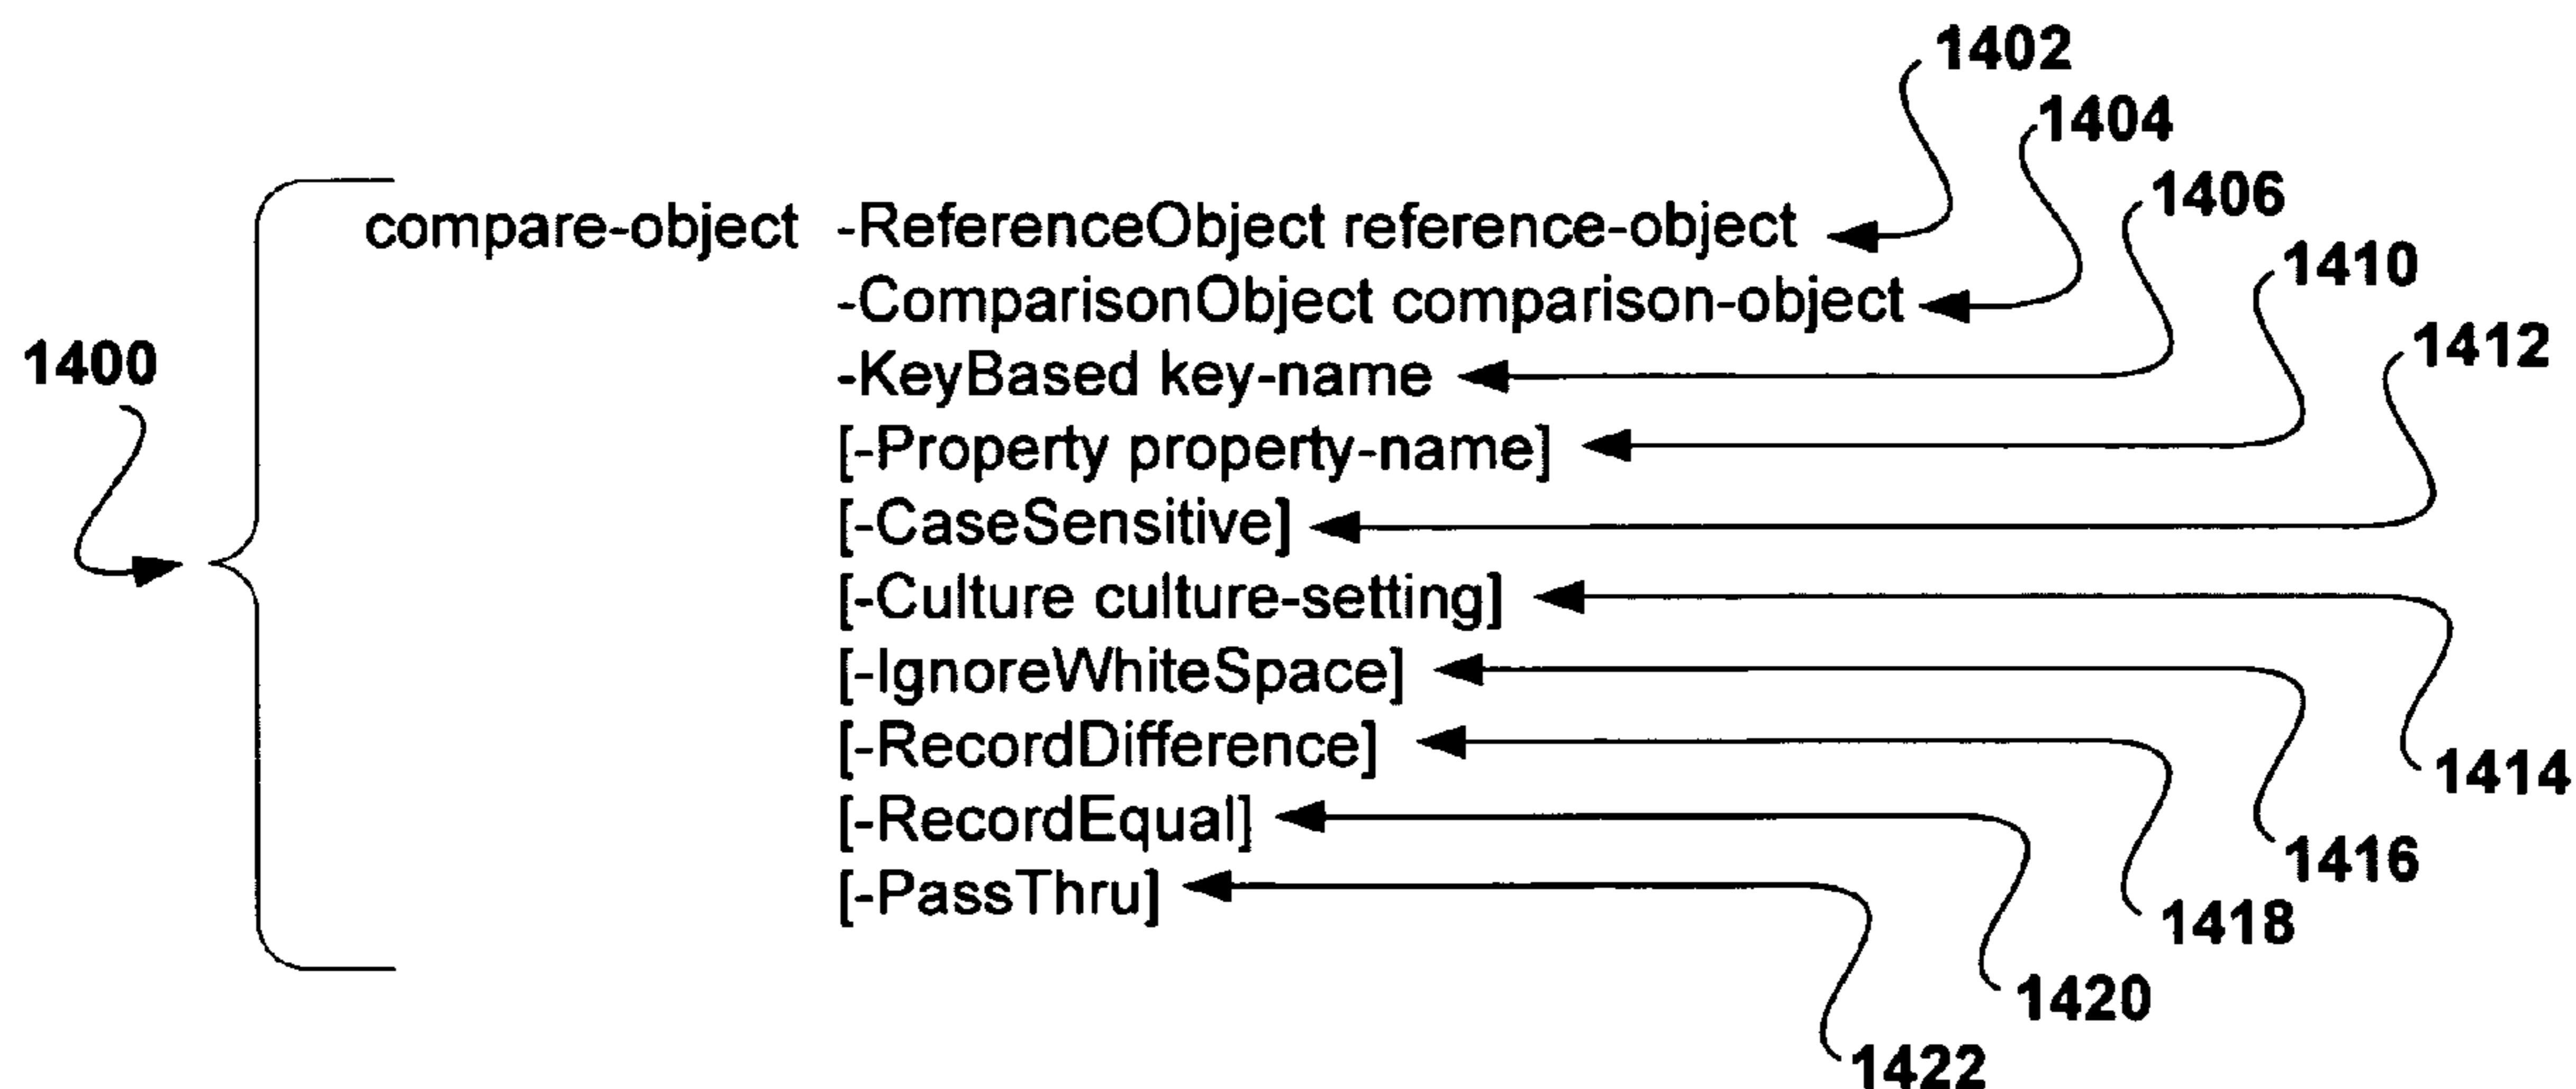 1402
1404
1406
1410
1412
1400
compare-object -ReferenceObject reference-object
-ComparisonObject comparison-object
-KeyBased key-name
[-Property property-name]
[-CaseSensitive]
[-Culture culture-setting]
[-IgnoreWhiteSpace]
[-RecordDifference]
[-RecordEqual]
[-PassThru]
1414
1416
1418
1420
1422